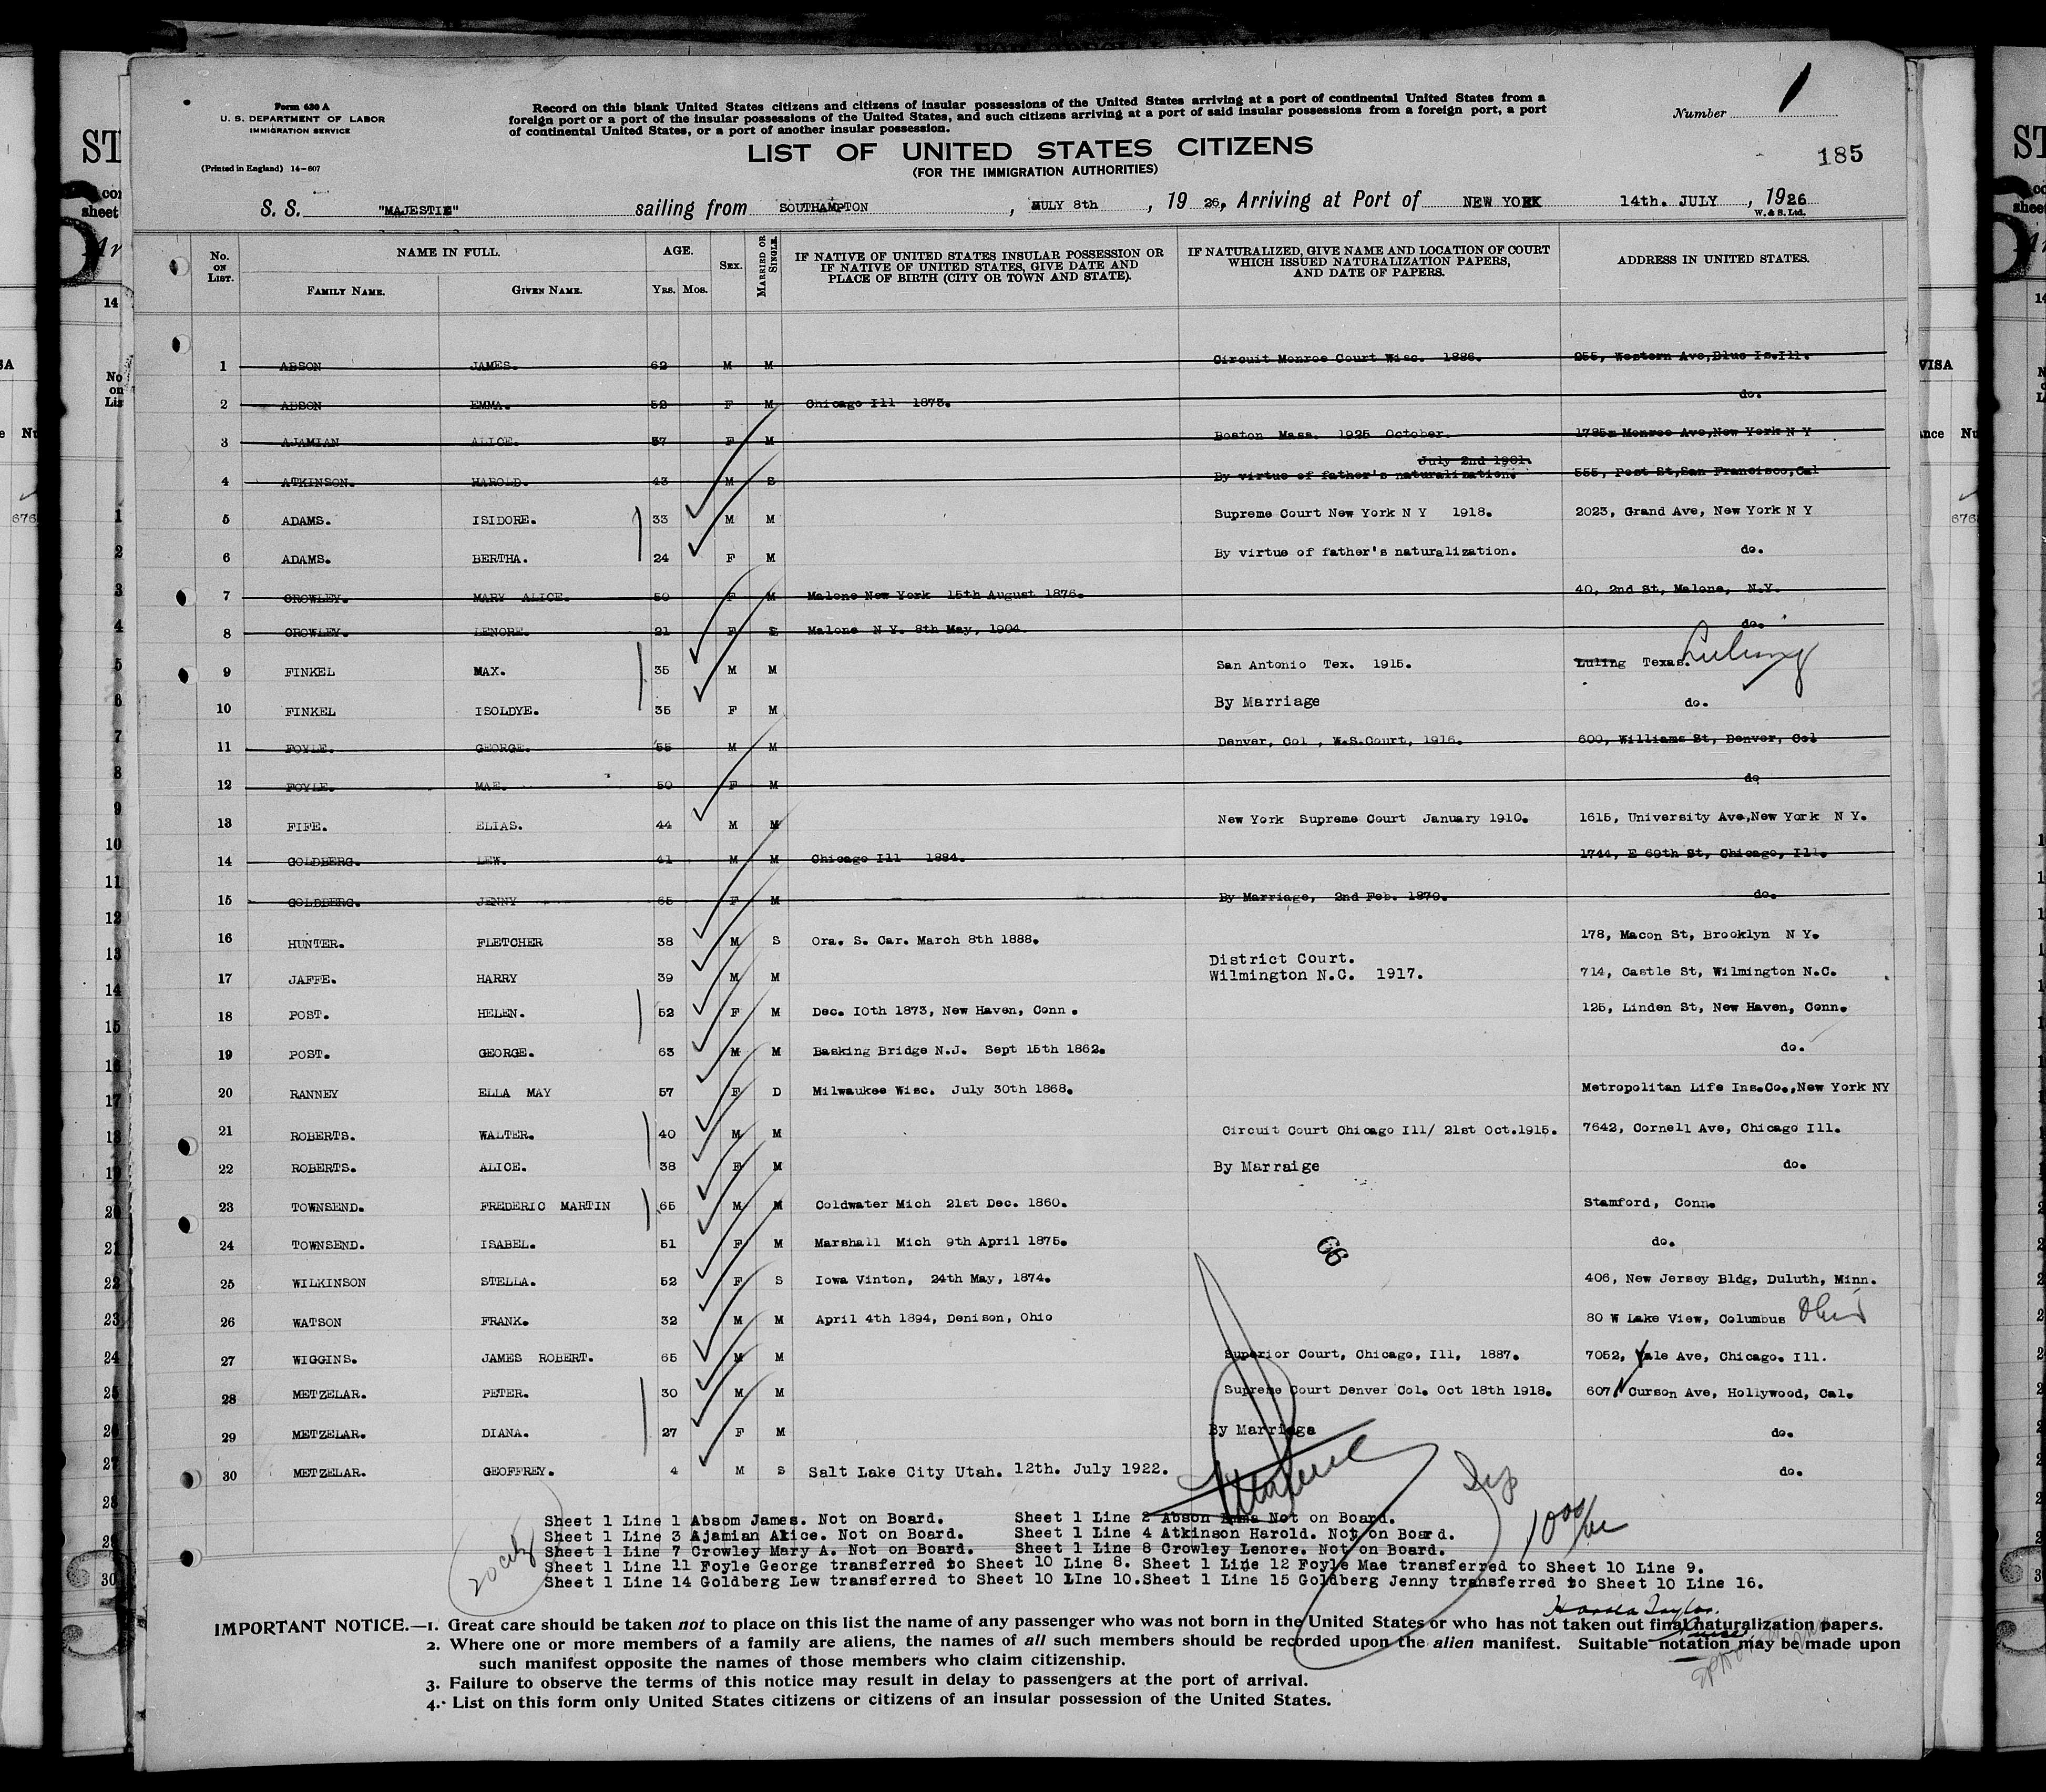 Form 630 A
U. S. DEPARTMENT OF LABOR
IMMIGRATION SERVICE
(Printed in England) 14-607
Record on this blank United States citizens and citizens of insular possessions of the United States arriving at a port of continental United States from a
foreign port or a port of the insular possessions of the United States, and such citizens arriving at a port of said insular possessions from a foreign port, a port
of continental United States, or a port of another insular possession.
Number 1
LIST OF UNITED STATES CITIZENS
(FOR THE IMMIGRATION AUTHORITIES)
185
S. S. "MAJESTIC" sailing from SOUTHAMPTON, JULY 8th, 19 26, Arriving at Port of NEW YORK 14th. JULY, 1926
W. & S. Ltd.
No. ON LIST. NAME IN FULL. FAMILY NAME. GIVEN NAME. AGE. YRS. MOS. SEX. MARRIED OR SINGLE. IF NATIVE OF UNITED STATES INSULAR POSSESSION OR IF NATIVE OF UNITED STATES, GIVE DATE AND PLACE OF BIRTH (CITY OR TOWN AND STATE). IF NATURALIZED, GIVE NAME AND LOCATION OF COURT WHICH ISSUED NATURALIZATION PAPERS, AND DATE OF PAPERS. ADDRESS IN UNITED STATES.
1 ABSON JAMES. 62 M M Circuit Monroe Court Wisc. 1886. 255, Western Ave,Blue Is.Ill.
2 ABSON EMMA. 52 F M Chicago Ill 1873. do.
3 AJAMIAN ALICE. 37 F M Boston Mass. 1925 October. 1785 Monroe Ave,New York N Y
4 ATKINSON. HAROLD. 43 M S By virtue of father's naturalization. July 2nd 1901. 555, Post St,San Francisco,Cal
5 ADAMS. ISIDORE. 33 M M Supreme Court New York N Y 1918. 2023, Grand Ave, New York N Y
6 ADAMS. BERTHA. 24 F M By virtue of father's naturalization. do.
7 CROWLEY. MARY ALICE. 50 F M Malone New York 15th August 1876. 40, 2nd St, Malone, N.Y.
8 CROWLEY. LENORE. 21 F S Malone N Y. 8th May, 1904. do.
9 FINKEL MAX. 35 M M San Antonio Tex. 1915. Luling Texas. Luling
10 FINKEL ISOLDYE. 35 F M By Marriage do.
11 FOYLE. GEORGE. 55 M M Denver, Col , W.S.Court, 1916. 600, Williams St, Denver, Col
12 FOYLE. MAE. 50 F M do
13 FIFE. ELIAS. 44 M M New York Supreme Court January 1910. 1615, University Ave,New York N Y.
14 GOLDBERG. LEW. 41 M M Chicago Ill 1884. 1744, E 69th St, Chicago, Ill.
15 GOLDBERG. JENNY 65 F M By Marriage, 2nd Feb. 1870. do.
16 HUNTER. FLETCHER 38 M S Ora. S. Car. March 8th 1888. 178, Macon St, Brooklyn N Y.
17 JAFFE. HARRY 39 M M District Court. Wilmington N.C. 1917. 714, Castle St, Wilmington N.C.
18 POST. HELEN. 52 F M Dec. 10th 1873, New Haven, Conn . 125, Linden St, New Haven, Conn.
19 POST. GEORGE. 63 M M Basking Bridge N.J. Sept 15th 1862. do.
20 RANNEY ELLA MAY 57 F D Milwaukee Wisc. July 30th 1868. Metropolitan Life Ins.Co.,New York NY
21 ROBERTS. WALTER. 40 M M Circuit Court Chicago Ill/ 21st Oct.1915. 7642, Cornell Ave, Chicago Ill.
22 ROBERTS. ALICE. 38 F M By Marraige do.
23 TOWNSEND. FREDERIC MARTIN 65 M M Coldwater Mich 21st Dec. 1860. Stamford, Conn.
24 TOWNSEND. ISABEL. 51 F M Marshall Mich 9th April 1875. do.
25 WILKINSON STELLA. 52 F S Iowa Vinton, 24th May, 1874. 406, New Jersey Bldg, Duluth, Minn.
26 WATSON FRANK. 32 M M April 4th 1894, Denison, Ohio 80 W Lake View, Columbus Ohio
27 WIGGINS. JAMES ROBERT. 65 M M Superior Court, Chicago, Ill, 1887. 7052, Yale Ave, Chicago. Ill.
28 METZELAR. PETER. 30 M M Supreme Court Denver Col. Oct 18th 1918. 607 N Curson Ave, Hollywood, Cal.
29 METZELAR. DIANA. 27 F M By Marriage do.
30 METZELAR. GEOFFREY. 4 M S Salt Lake City Utah. 12th. July 1922. do.
66
Sheet 1 Line 1 Absom James. Not on Board. Sheet 1 Line 2 Abson Emma Not on Board.
Sheet 1 Line 3 Ajamian Alice. Not on Board. Sheet 1 Line 4 Atkinson Harold. Not on Board.
Sheet 1 Line 7 Crowley Mary A. Not on Board. Sheet 1 Line 8 Crowley Lenore. Not on Board.
Sheet 1 Line 11 Foyle George transferred to Sheet 10 Line 8. Sheet 1 Line 12 Foyle Mae transferred to Sheet 10 Line 9.
Sheet 1 Line 14 Goldberg Lew transferred to Sheet 10 LIne 10.Sheet 1 Line 15 Goldberg Jenny transferred to Sheet 10 Line 16.
IMPORTANT NOTICE.—1. Great care should be taken not to place on this list the name of any passenger who was not born in the United States or who has not taken out final naturalization papers.
2. Where one or more members of a family are aliens, the names of all such members should be recorded upon the alien manifest. Suitable notation may be made upon
such manifest opposite the names of those members who claim citizenship.
3. Failure to observe the terms of this notice may result in delay to passengers at the port of arrival.
4. List on this form only United States citizens or citizens of an insular possession of the United States.